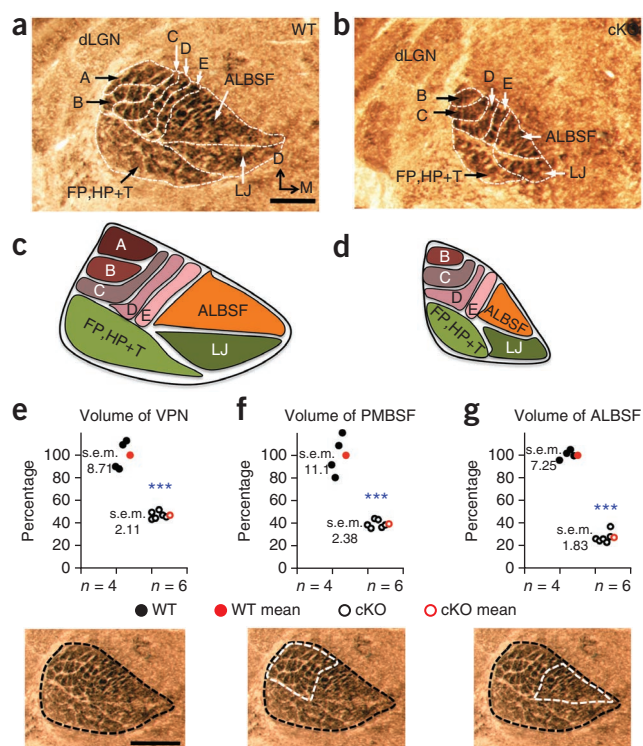 a
dLGN
C
D
E
WT
A
B
ALBSF
FP,HP+T
LJ
D
M
b
dLGN
cKO
D
E
B
C
ALBSF
FP,HP+T
LJ
c
A
B
C
D
E
ALBSF
FP,HP+T
LJ
d
B
C
D
E
ALBSF
FP,HP+T
LJ
e
Volume of VPN
Percentage
100
80
60
40
20
0
s.e.m.
8.71
***
s.e.m.
2.11
n = 4
n = 6
f
Volume of PMBSF
Percentage
100
80
60
40
20
0
s.e.m.
11.1
***
s.e.m.
2.38
n = 4
n = 6
g
Volume of ALBSF
Percentage
100
80
60
40
20
0
s.e.m.
7.25
***
s.e.m.
1.83
n = 4
n = 6
WT
WT mean
cKO
cKO mean